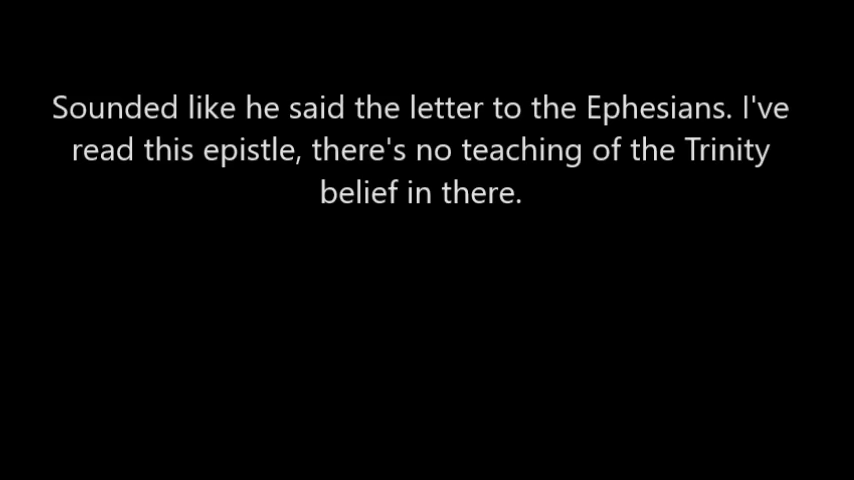 Sounded like he said the letter to the Ephesians. I've
read this epistle, there's no teaching of the Trinity
belief in there.